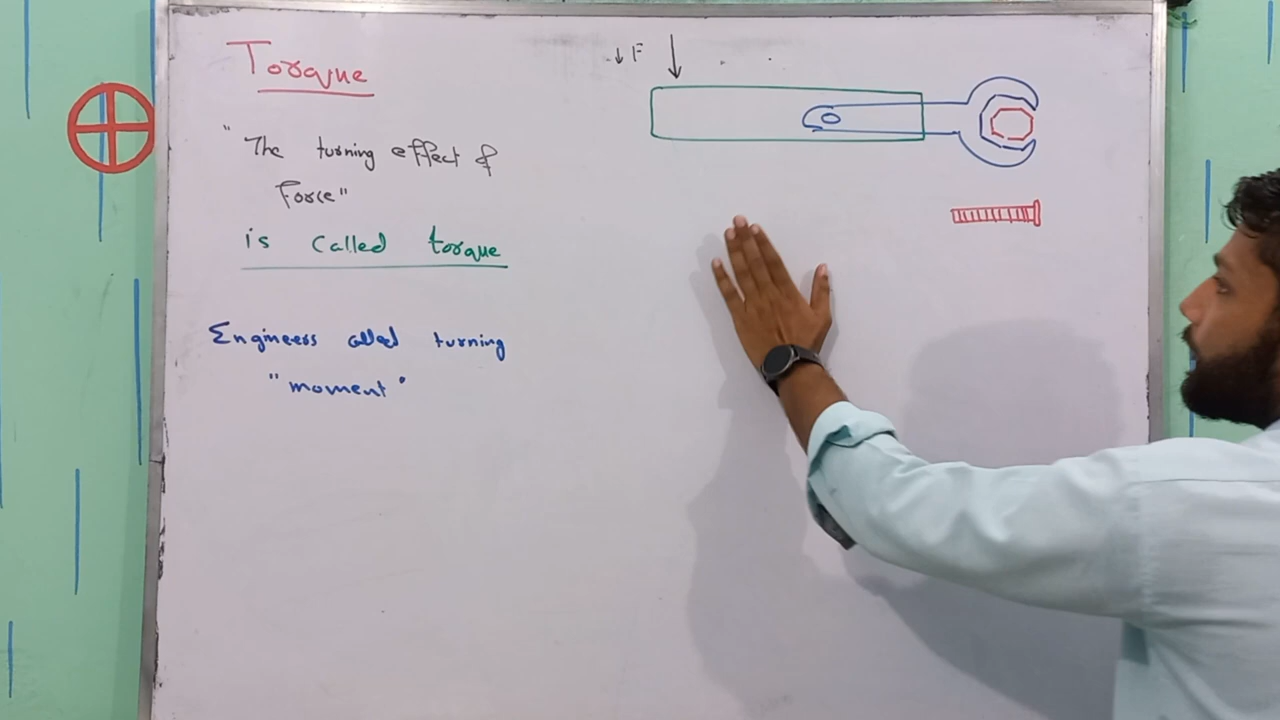 Torque
"The turning effect of
Force"
is called torque
Engineers called turning
"moment"
↓ F